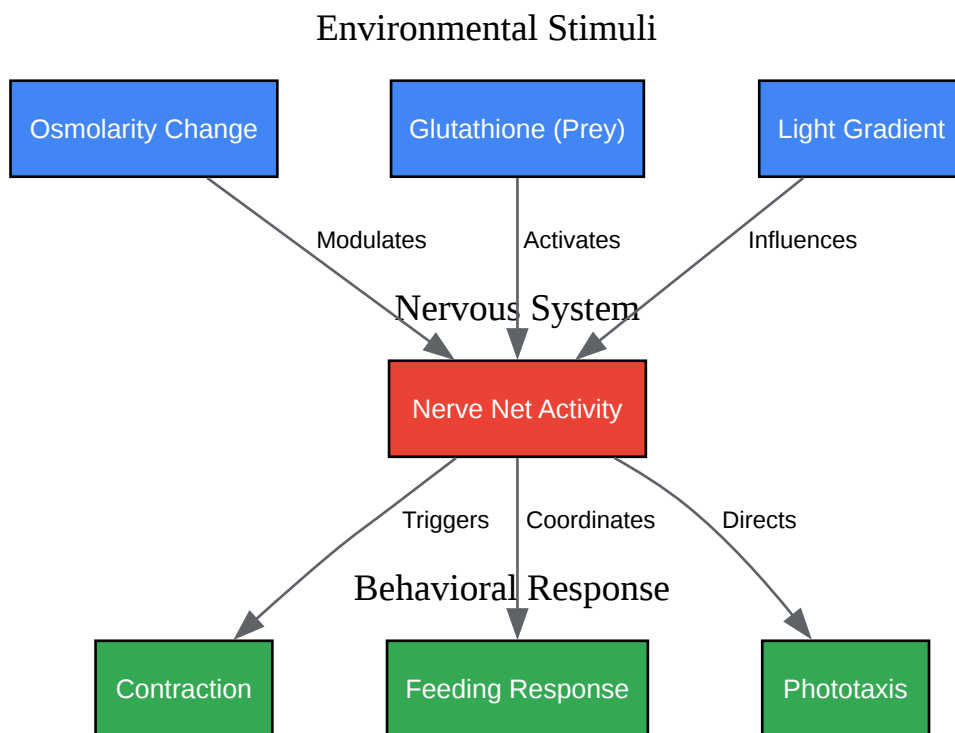 Environmental Stimuli
Osmolarity Change
Glutathione (Prey)
Light Gradient
Modulates
Activates
Influences
Nervous System
Nerve Net Activity
Triggers
Coordinates
Directs
Behavioral Response
Contraction
Feeding Response
Phototaxis